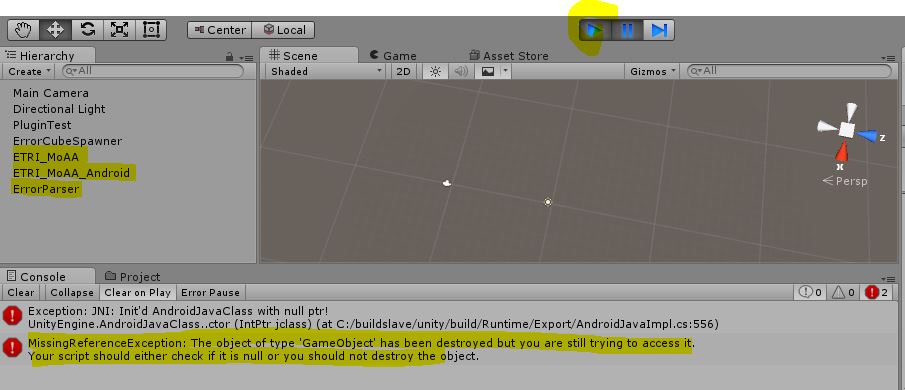 Center Local
Hierarchy
Create All
Main Camera
Directional Light
PluginTest
ErrorCubeSpawner
ETRI_MoAA
ETRI_MoAA_Android
ErrorParser
Scene Game Asset Store
Shaded 2D Gizmos All
z
x
Persp
Console Project
Clear Collapse Clear on Play Error Pause 0 0 2
Exception: JNI: Init'd AndroidJavaClass with null ptr!
UnityEngine.AndroidJavaClass..ctor (IntPtr jclass) (at C:/buildslave/unity/build/Runtime/Export/AndroidJavaImpl.cs:556)
MissingReferenceException: The object of type 'GameObject' has been destroyed but you are still trying to access it.
Your script should either check if it is null or you should not destroy the object.